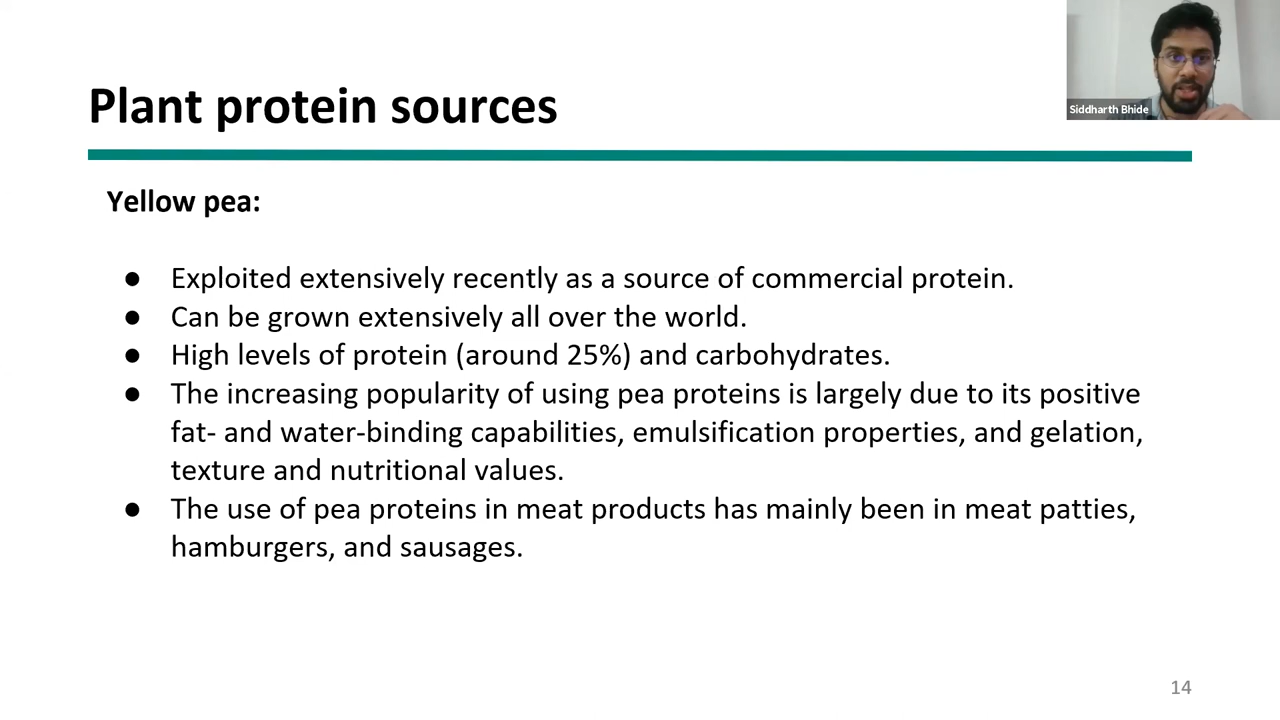 Siddharth Bhide
Plant protein sources
Yellow pea:
● Exploited extensively recently as a source of commercial protein.
● Can be grown extensively all over the world.
● High levels of protein (around 25%) and carbohydrates.
● The increasing popularity of using pea proteins is largely due to its positive
fat- and water-binding capabilities, emulsification properties, and gelation,
texture and nutritional values.
● The use of pea proteins in meat products has mainly been in meat patties,
hamburgers, and sausages.
14